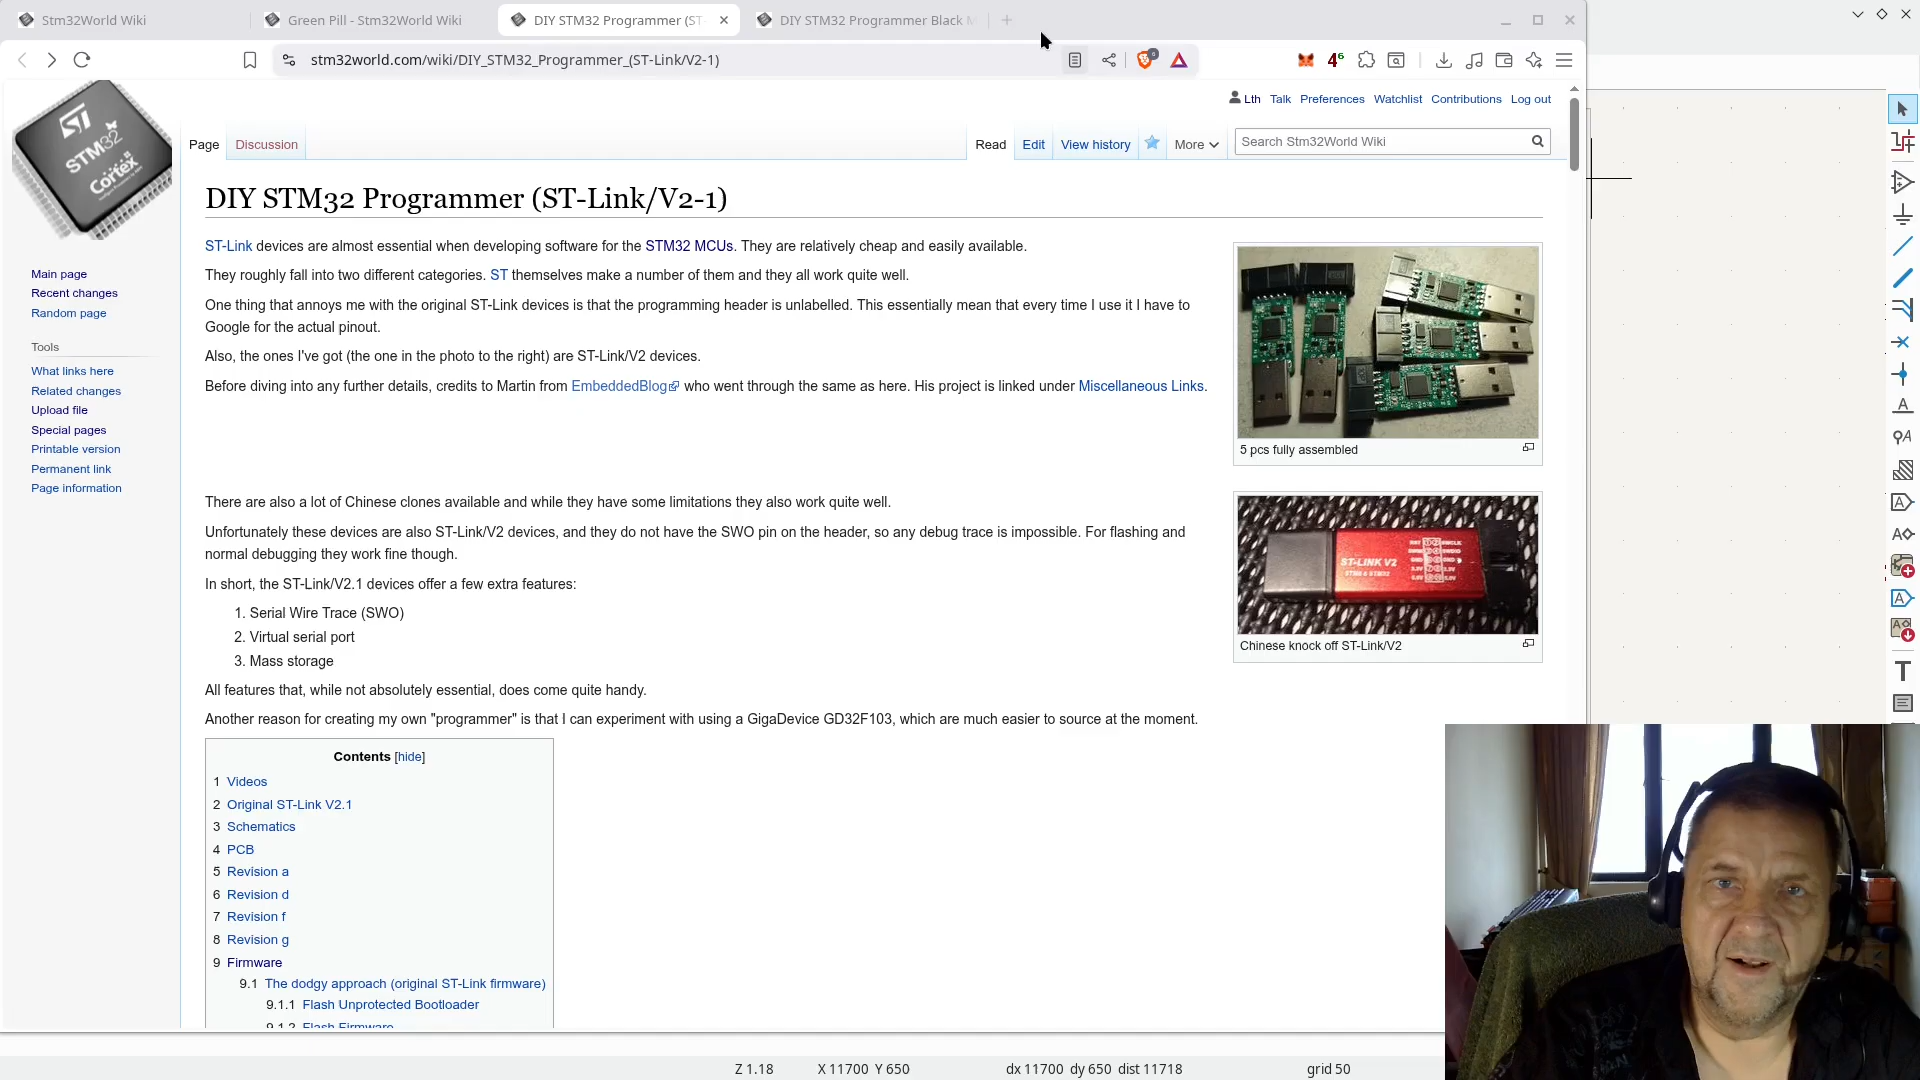 Stm32World Wiki
Green Pill - Stm32World Wiki
DIY STM32 Programmer (ST-
DIY STM32 Programmer Black M
stm32world.com/wiki/DIY_STM32_Programmer_(ST-Link/V2-1)
Lth Talk Preferences Watchlist Contributions Log out
Page Discussion Read Edit View history More Search Stm32World Wiki
STM32
Cortex
DIY STM32 Programmer (ST-Link/V2-1)
ST-Link devices are almost essential when developing software for the STM32 MCUs. They are relatively cheap and easily available.
They roughly fall into two different categories. ST themselves make a number of them and they all work quite well.
One thing that annoys me with the original ST-Link devices is that the programming header is unlabelled. This essentially mean that every time I use it I have to
Google for the actual pinout.
Also, the ones I've got (the one in the photo to the right) are ST-Link/V2 devices.
Before diving into any further details, credits to Martin from EmbeddedBlog who went through the same as here. His project is linked under Miscellaneous Links.
5 pcs fully assembled
Main page
Recent changes
Random page
Tools
What links here
Related changes
Upload file
Special pages
Printable version
Permanent link
Page information
There are also a lot of Chinese clones available and while they have some limitations they also work quite well.
Unfortunately these devices are also ST-Link/V2 devices, and they do not have the SWO pin on the header, so any debug trace is impossible. For flashing and
normal debugging they work fine though.
In short, the ST-Link/V2.1 devices offer a few extra features:
1. Serial Wire Trace (SWO)
2. Virtual serial port
3. Mass storage
ST-LINK V2
Chinese knock off ST-Link/V2
All features that, while not absolutely essential, does come quite handy.
Another reason for creating my own "programmer" is that I can experiment with using a GigaDevice GD32F103, which are much easier to source at the moment.
Contents [hide]
1 Videos
2 Original ST-Link V2.1
3 Schematics
4 PCB
5 Revision a
6 Revision d
7 Revision f
8 Revision g
9 Firmware
9.1 The dodgy approach (original ST-Link firmware)
9.1.1 Flash Unprotected Bootloader
9.1.2 Flash Firmware
Z 1.18 X 11700 Y 650 dx 11700 dy 650 dist 11718 grid 50